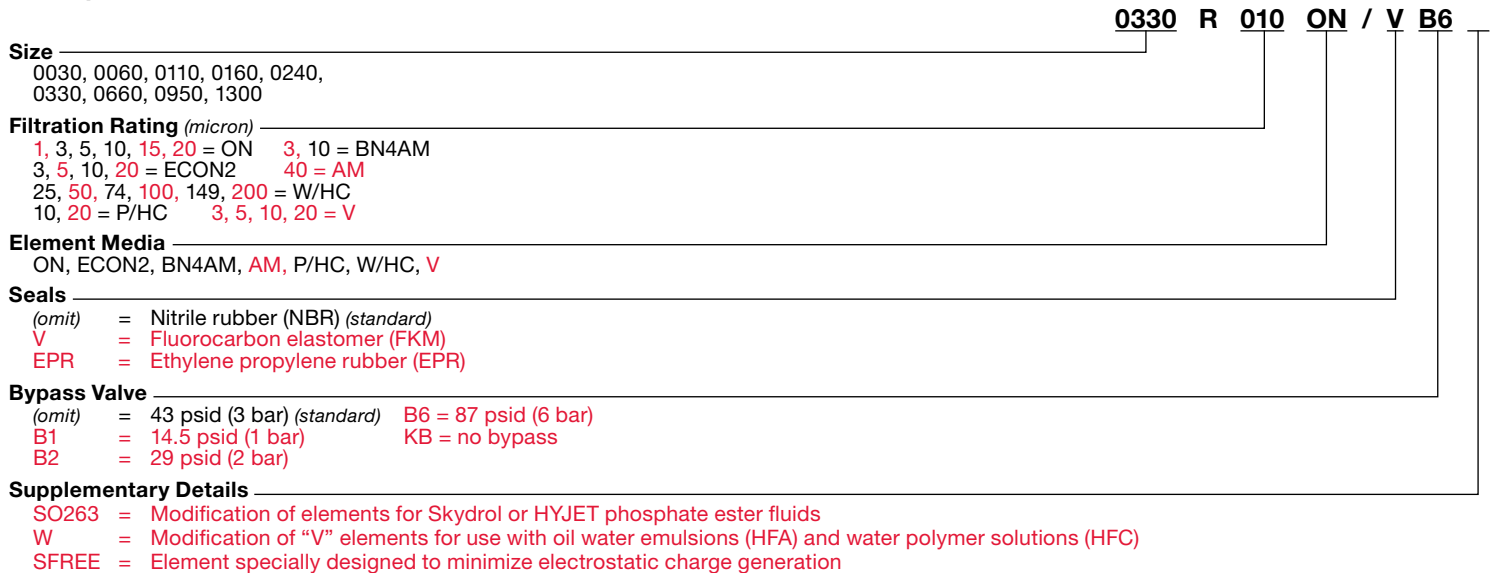 0330 R 010 ON / V B6
Size
0030, 0060, 0110, 0160, 0240,
0330, 0660, 0950, 1300
Filtration Rating (micron)
1, 3, 5, 10, 15, 20 = ON 3, 10 = BN4AM
3, 5, 10, 20 = ECON2 40 = AM
25, 50, 74, 100, 149, 200 = W/HC
10, 20 = P/HC 3, 5, 10, 20 = V
Element Media
ON, ECON2, BN4AM, AM, P/HC, W/HC, V
Seals
(omit) = Nitrile rubber (NBR) (standard)
V = Fluorocarbon elastomer (FKM)
EPR = Ethylene propylene rubber (EPR)
Bypass Valve
(omit) = 43 psid (3 bar) (standard) B6 = 87 psid (6 bar)
B1 = 14.5 psid (1 bar) KB = no bypass
B2 = 29 psid (2 bar)
Supplementary Details
SO263 = Modification of elements for Skydrol or HYJET phosphate ester fluids
W = Modification of “V” elements for use with oil water emulsions (HFA) and water polymer solutions (HFC)
SFREE = Element specially designed to minimize electrostatic charge generation